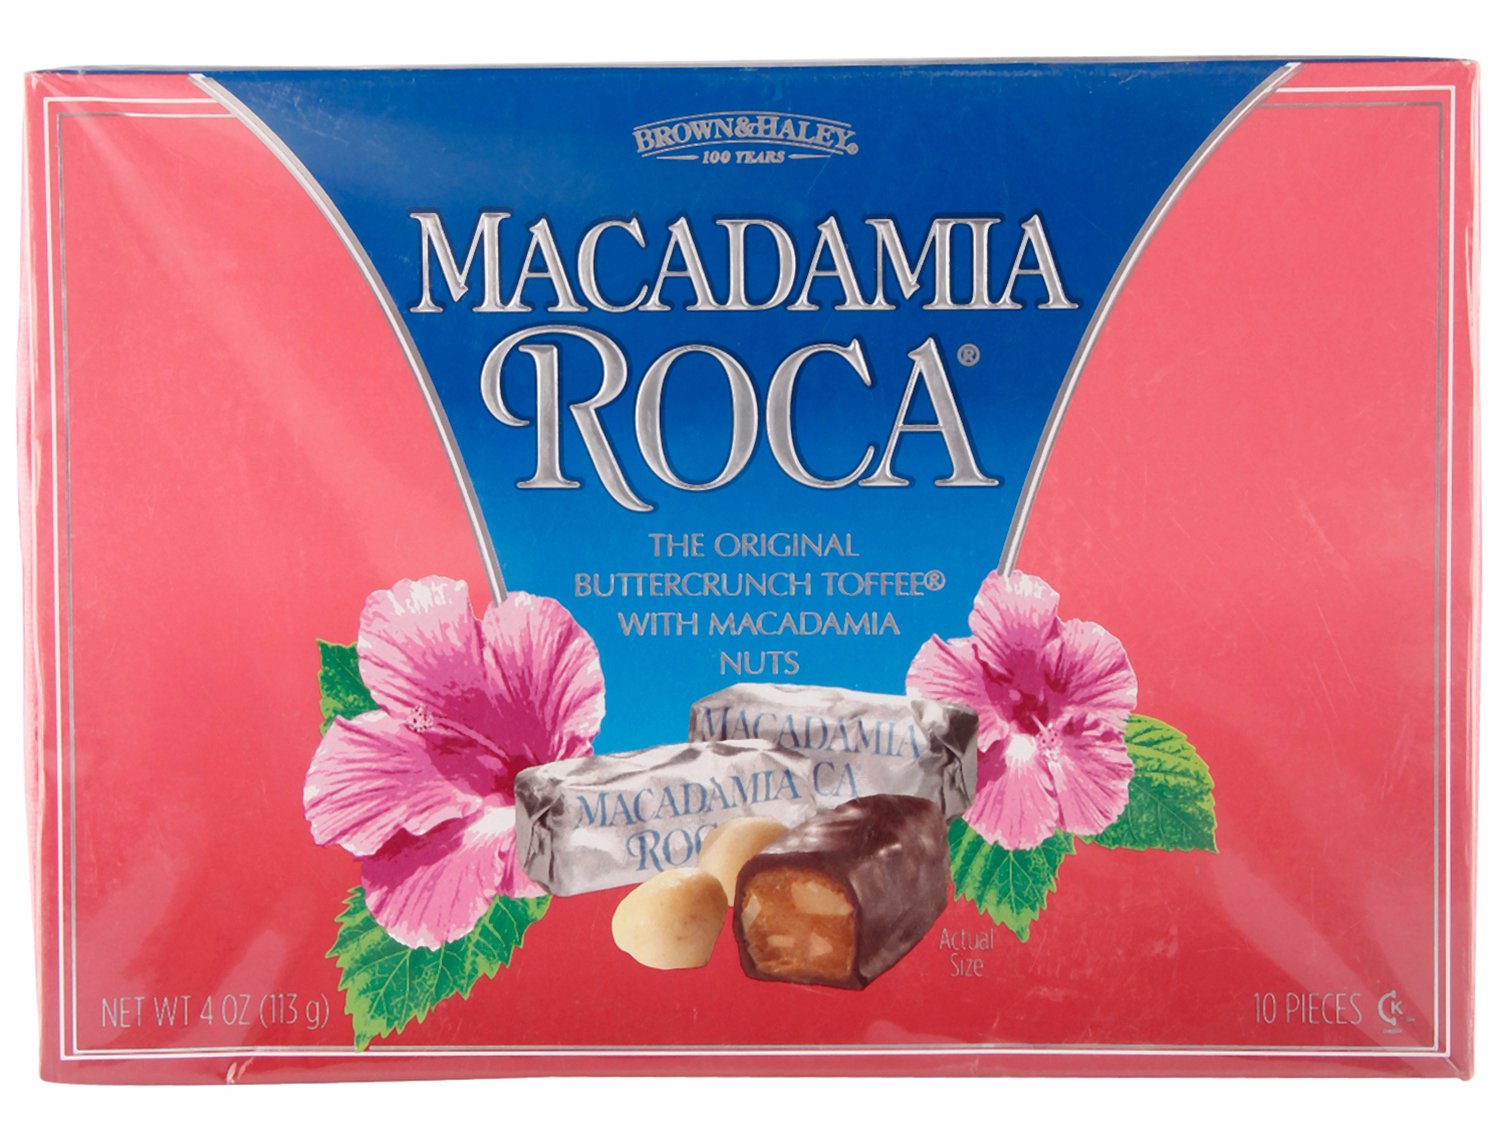 BROWN&HALEY®
100 YEARS
MACADAMIA
ROCA®
THE ORIGINAL
BUTTERCRUNCH TOFFEE®
WITH MACADAMIA
NUTS
MACADAMIA
CA®
MACADAMIA
ROC
Actual
Size
NET WT 4 OZ (113 g)
10 PIECES
K